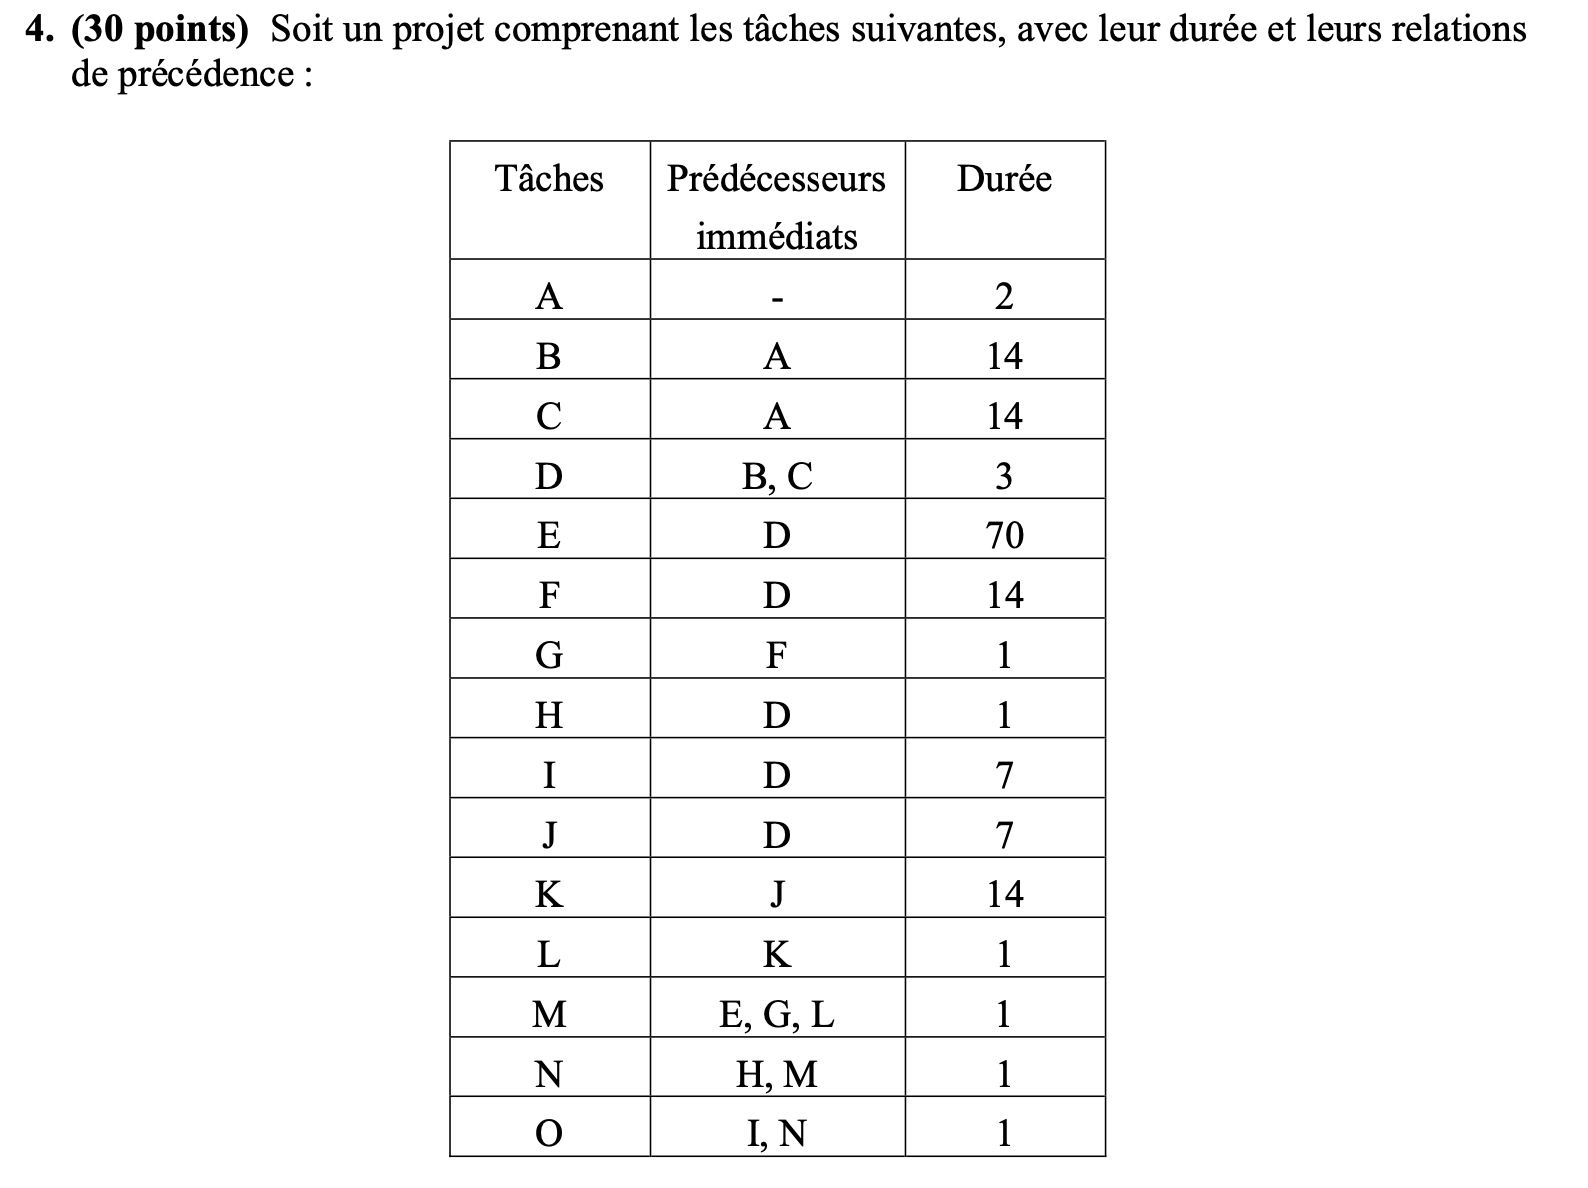 4. (30 points) Soit un projet comprenant les tâches suivantes, avec leur durée et leurs relations
de précédence :
Tâches Prédécesseurs immédiats Durée
A - 2
B A 14
C A 14
D B, C 3
E D 70
F D 14
G F 1
H D 1
I D 7
J D 7
K J 14
L K 1
M E, G, L 1
N H, M 1
O I, N 1